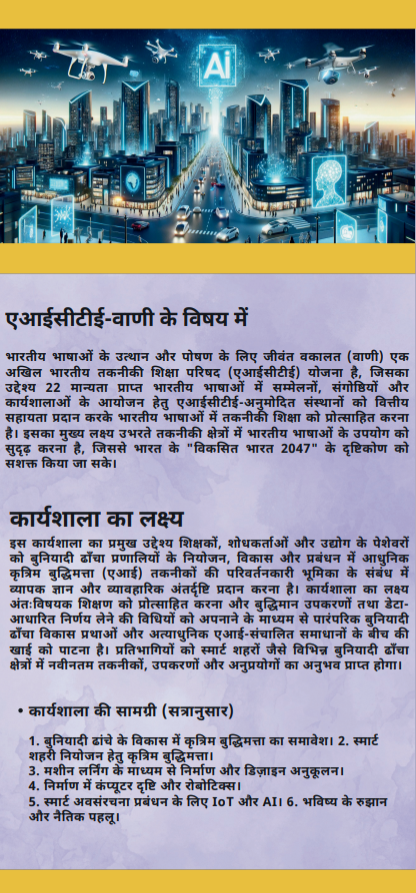 Ai
एआईसीटीई-वाणी के विषय में
भारतीय भाषाओं के उत्थान और पोषण के लिए जीवंत वकालत (वाणी) एक
अखिल भारतीय तकनीकी शिक्षा परिषद (एआईसीटीई) योजना है, जिसका
उद्देश्य 22 मान्यता प्राप्त भारतीय भाषाओं में सम्मेलनों, संगोष्ठियों और
कार्यशालाओं के आयोजन हेतु एआईसीटीई-अनुमोदित संस्थानों को वित्तीय
सहायता प्रदान करके भारतीय भाषाओं में तकनीकी शिक्षा को प्रोत्साहित करना
है। इसका मुख्य लक्ष्य उभरते तकनीकी क्षेत्रों में भारतीय भाषाओं के उपयोग को
सुदृढ़ करना है, जिससे भारत के "विकसित भारत 2047" के दृष्टिकोण को
सशक्त किया जा सके।
कार्यशाला का लक्ष्य
इस कार्यशाला का प्रमुख उद्देश्य शिक्षकों, शोधकर्ताओं और उद्योग के पेशेवरों
को बुनियादी ढाँचा प्रणालियों के नियोजन, विकास और प्रबंधन में आधुनिक
कृत्रिम बुद्धिमत्ता (एआई) तकनीकों की परिवर्तनकारी भूमिका के संबंध में
व्यापक ज्ञान और व्यावहारिक अंतर्दृष्टि प्रदान करना है। कार्यशाला का लक्ष्य
अंतःविषयक शिक्षण को प्रोत्साहित करना और बुद्धिमान उपकरणों तथा डेटा-
आधारित निर्णय लेने की विधियों को अपनाने के माध्यम से पारंपरिक बुनियादी
ढाँचा विकास प्रथाओं और अत्याधुनिक एआई-संचालित समाधानों के बीच की
खाई को पाटना है। प्रतिभागियों को स्मार्ट शहरों जैसे विभिन्न बुनियादी ढाँचा
क्षेत्रों में नवीनतम तकनीकों, उपकरणों और अनुप्रयोगों का अनुभव प्राप्त होगा।
• कार्यशाला की सामग्री (सत्रानुसार)
1. बुनियादी ढांचे के विकास में कृत्रिम बुद्धिमत्ता का समावेश। 2. स्मार्ट
शहरी नियोजन हेतु कृत्रिम बुद्धिमत्ता।
3. मशीन लर्निंग के माध्यम से निर्माण और डिज़ाइन अनुकूलन।
4. निर्माण में कंप्यूटर दृष्टि और रोबोटिक्स।
5. स्मार्ट अवसंरचना प्रबंधन के लिए IoT और AI। 6. भविष्य के रुझान
और नैतिक पहलू।